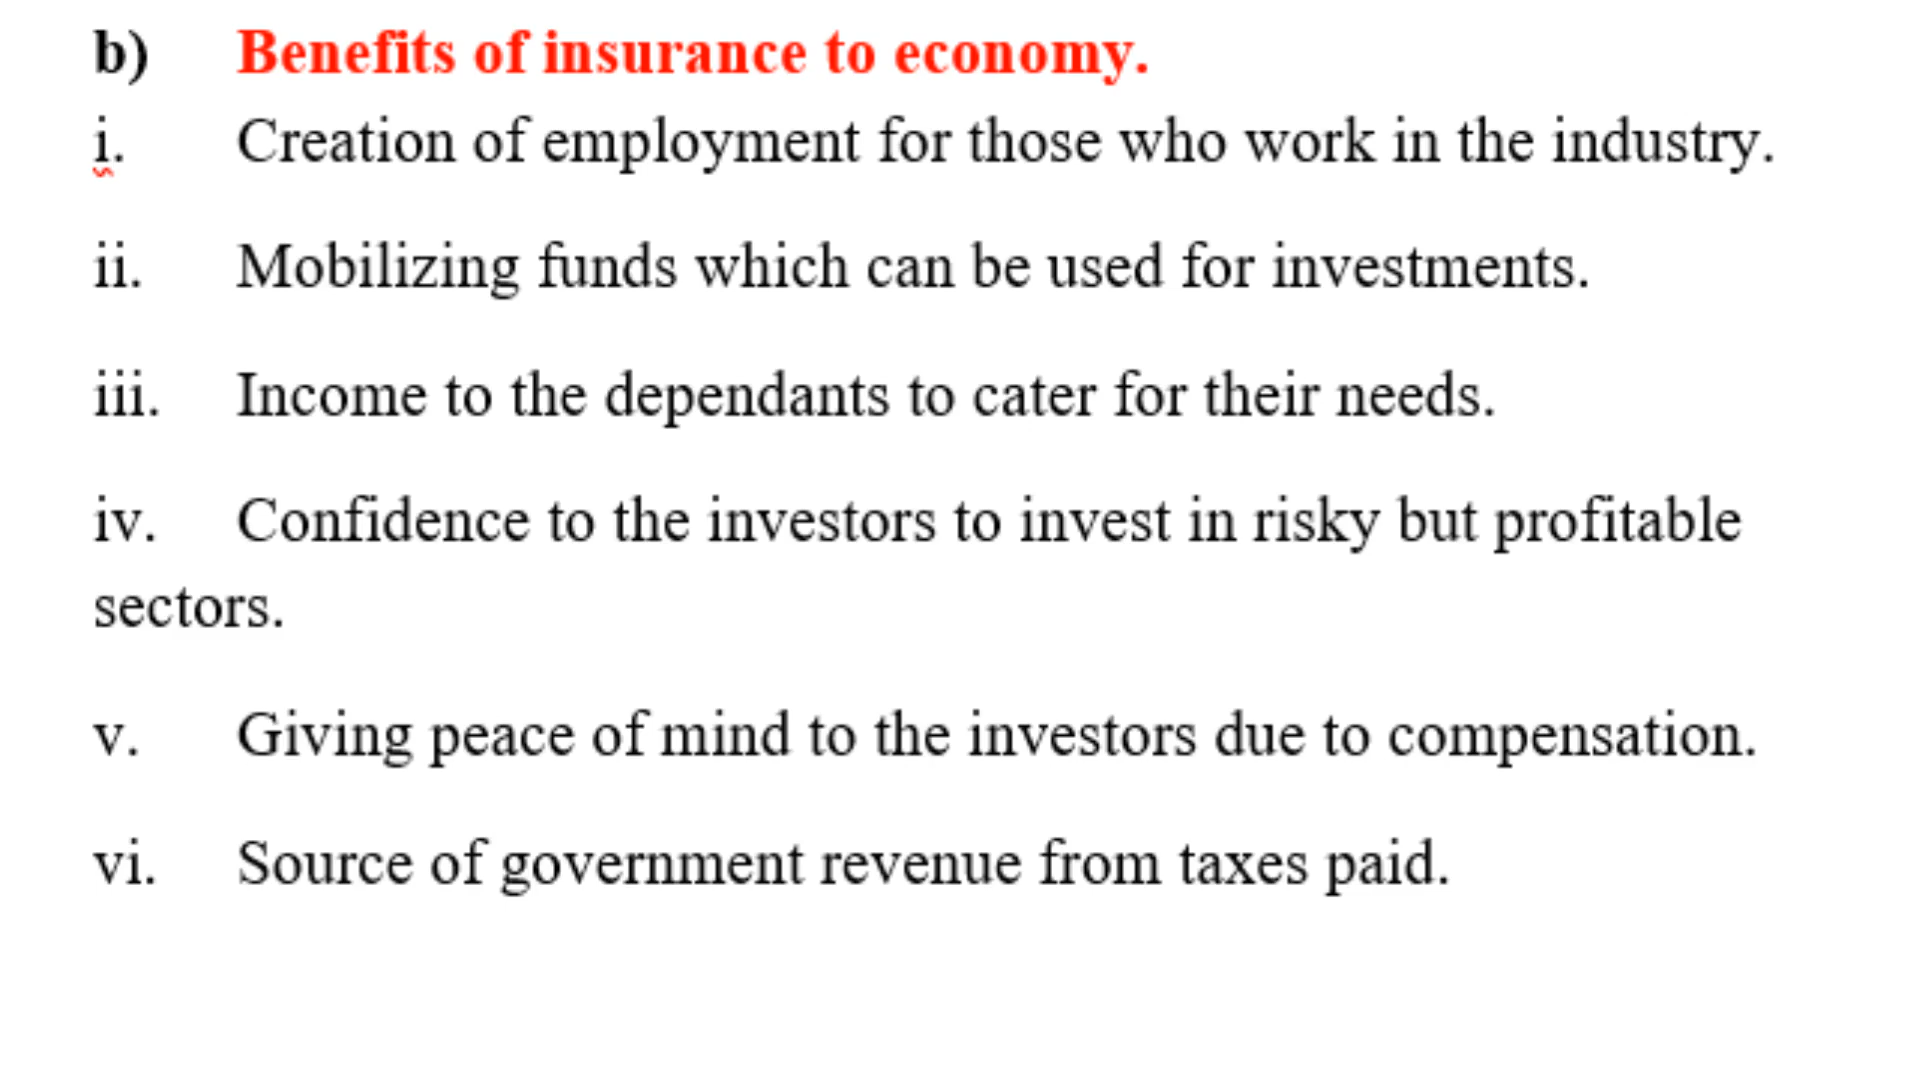 b) Benefits of insurance to economy.
i. Creation of employment for those who work in the industry.
ii. Mobilizing funds which can be used for investments.
iii. Income to the dependants to cater for their needs.
iv. Confidence to the investors to invest in risky but profitable
sectors.
v. Giving peace of mind to the investors due to compensation.
vi. Source of government revenue from taxes paid.